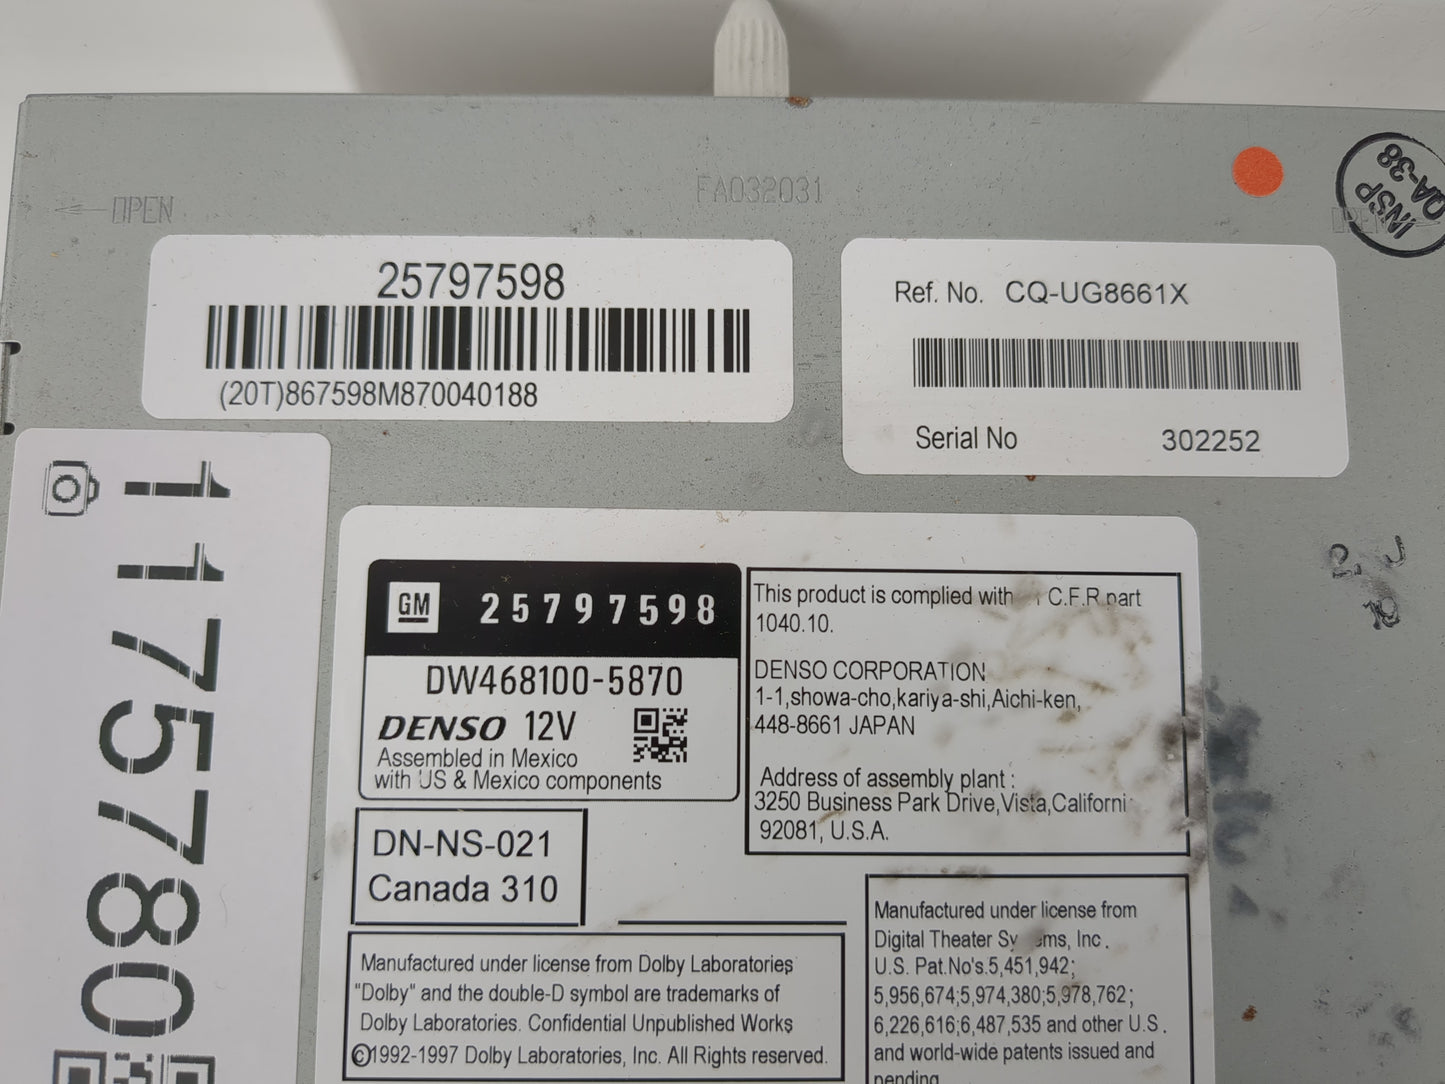 FA032031
OPEN
INSP
QA-38
25797598
(20T)867598M870040188
Ref. No. CQ-UG8661X
Serial No 302252
1175780
GM 25797598
DW468100-5870
DENSO 12V
Assembled in Mexico
with US & Mexico components
DN-NS-021
Canada 310
This product is complied with C.F.R part
1040.10.
DENSO CORPORATION
1-1,showa-cho,kariya-shi,Aichi-ken,
448-8661 JAPAN
Address of assembly plant :
3250 Business Park Drive,Vista,Californi
92081, U.S.A.
Manufactured under license from Dolby Laboratories
"Dolby" and the double-D symbol are trademarks of
Dolby Laboratories. Confidential Unpublished Works
©1992-1997 Dolby Laboratories, Inc. All Rights reserved.
Manufactured under license from
Digital Theater Systems, Inc.
U.S. Pat.No's.5,451,942;
5,956,674;5,974,380;5,978,762;
6,226,616;6,487,535 and other U.S.
and world-wide patents issued and
pending